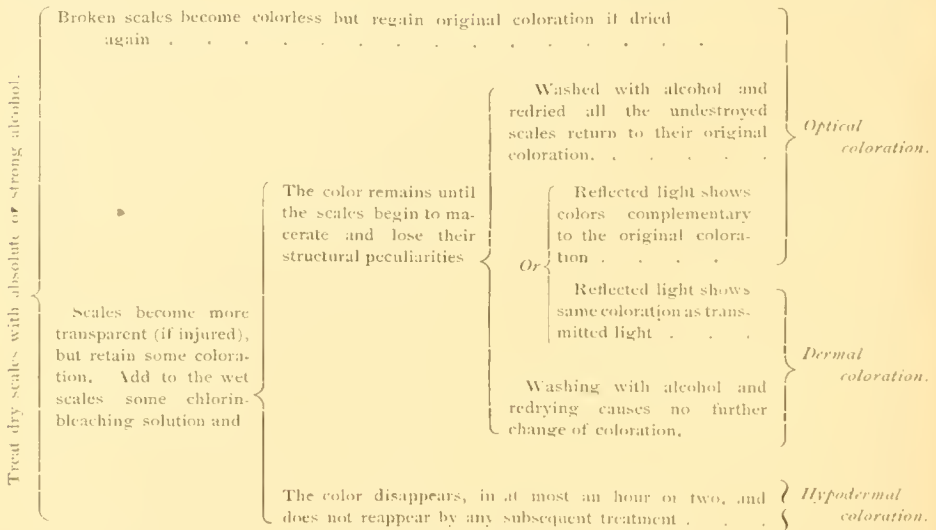 Treat dry scales with absolute or strong alcohol.
Broken scales become colorless but regain original coloration if dried
again . . . . . . . . . . . . . . . .
Scales become more
transparent (if injured),
but retain some colora-
tion. Add to the wet
scales some chlorin-
bleaching solution and
The color remains until
the scales begin to ma-
cerate and lose their
structural peculiarities
Washed with alcohol and
redried all the undestroyed
scales return to their original
coloration. . . . . .
Or
Reflected light shows
colors complementary
to the original colora-
tion . . . .
Reflected light shows
same coloration as trans-
mitted light . . .
Washing with alcohol and
redrying causes no further
change of coloration.
The color disappears, in at most an hour or two, and
does not reappear by any subsequent treatment . . .
Optical
coloration.
Dermal
coloration.
Hypodermal
coloration.